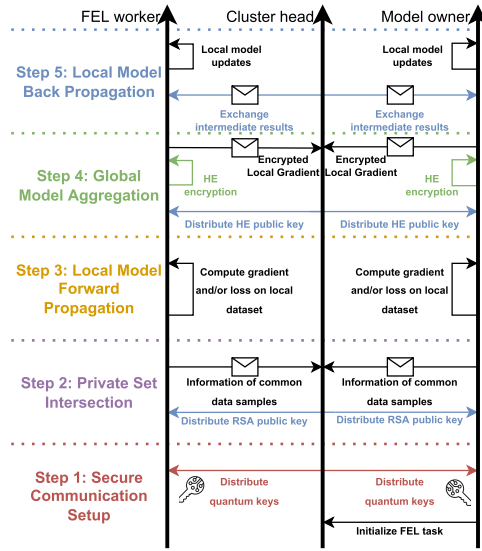 FEL worker Cluster head Model owner
Local model
updates
Local model
updates
Step 5: Local Model
Back Propagation
Exchange
intermediate results
Exchange
intermediate results
Encrypted
Local Gradient
Encrypted
Local Gradient
Step 4: Global
Model Aggregation
HE
encryption
HE
encryption
Distribute HE public key
Distribute HE public key
Step 3: Local Model
Forward
Propagation
Compute gradient
and/or loss on local
dataset
Compute gradient
and/or loss on local
dataset
Step 2: Private Set
Intersection
Information of common
data samples
Information of common
data samples
Distribute RSA public key
Distribute RSA public key
Step 1: Secure
Communication
Setup
Distribute
quantum keys
Distribute
quantum keys
Initialize FEL task